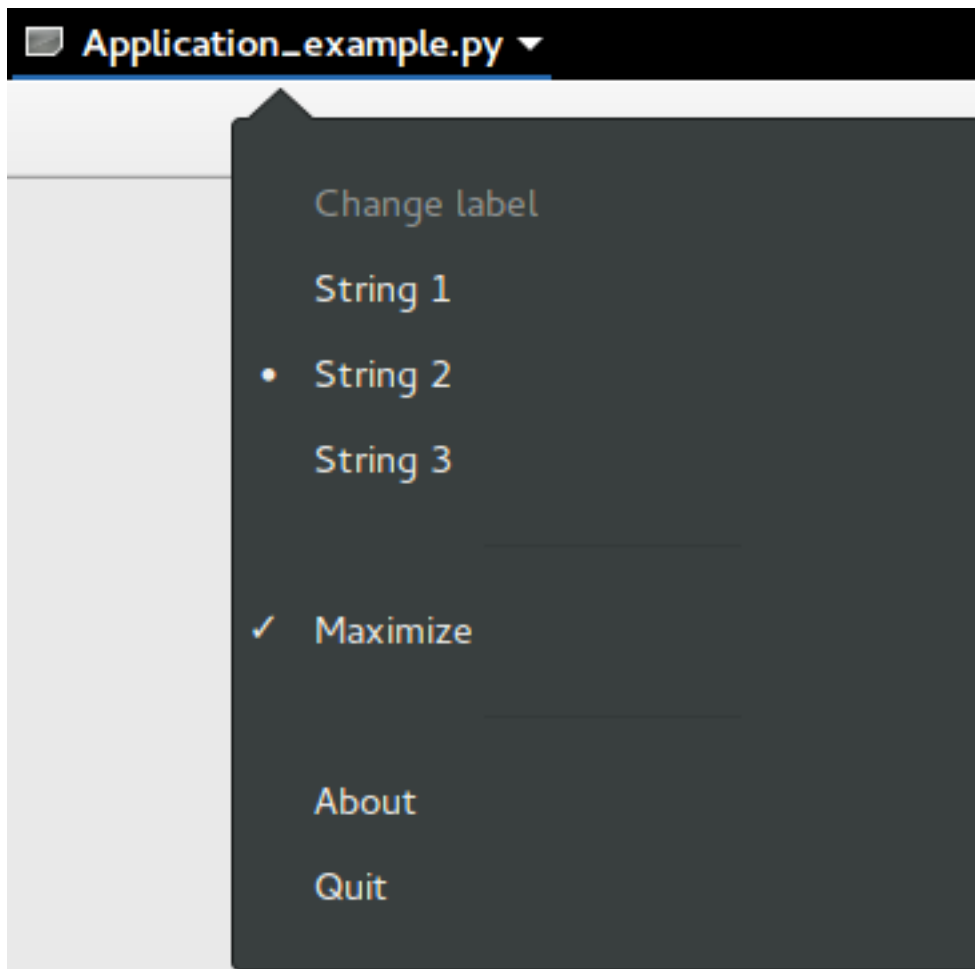 Application_example.py
Change label
String 1
• String 2
String 3
✓ Maximize
About
Quit